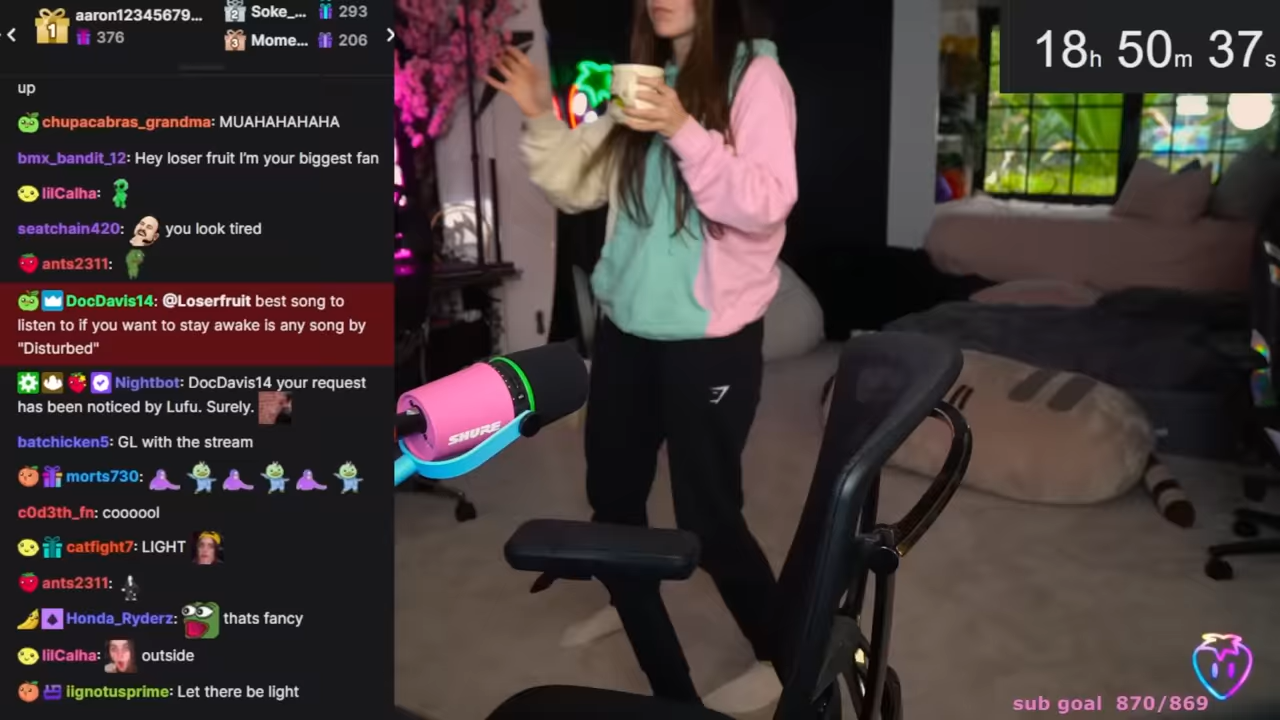 aaron12345679...
376
2 Soke_... 293
3 Mome... 206
1
18h 50m 37s
up
chupacabras_grandma: MUAHAHAHAHA
bmx_bandit_12: Hey loser fruit I'm your biggest fan
lilCalha:
seatchain420: you look tired
ants2311:
DocDavis14: @Loserfruit best song to
listen to if you want to stay awake is any song by
"Disturbed"
Nightbot: DocDavis14 your request
has been noticed by Lufu. Surely.
batchicken5: GL with the stream
morts730:
c0d3th_fn: coooool
catfight7: LIGHT
ants2311:
Honda_Ryderz: thats fancy
lilCalha: outside
iignotusprime: Let there be light
SHURE
sub goal 870/869